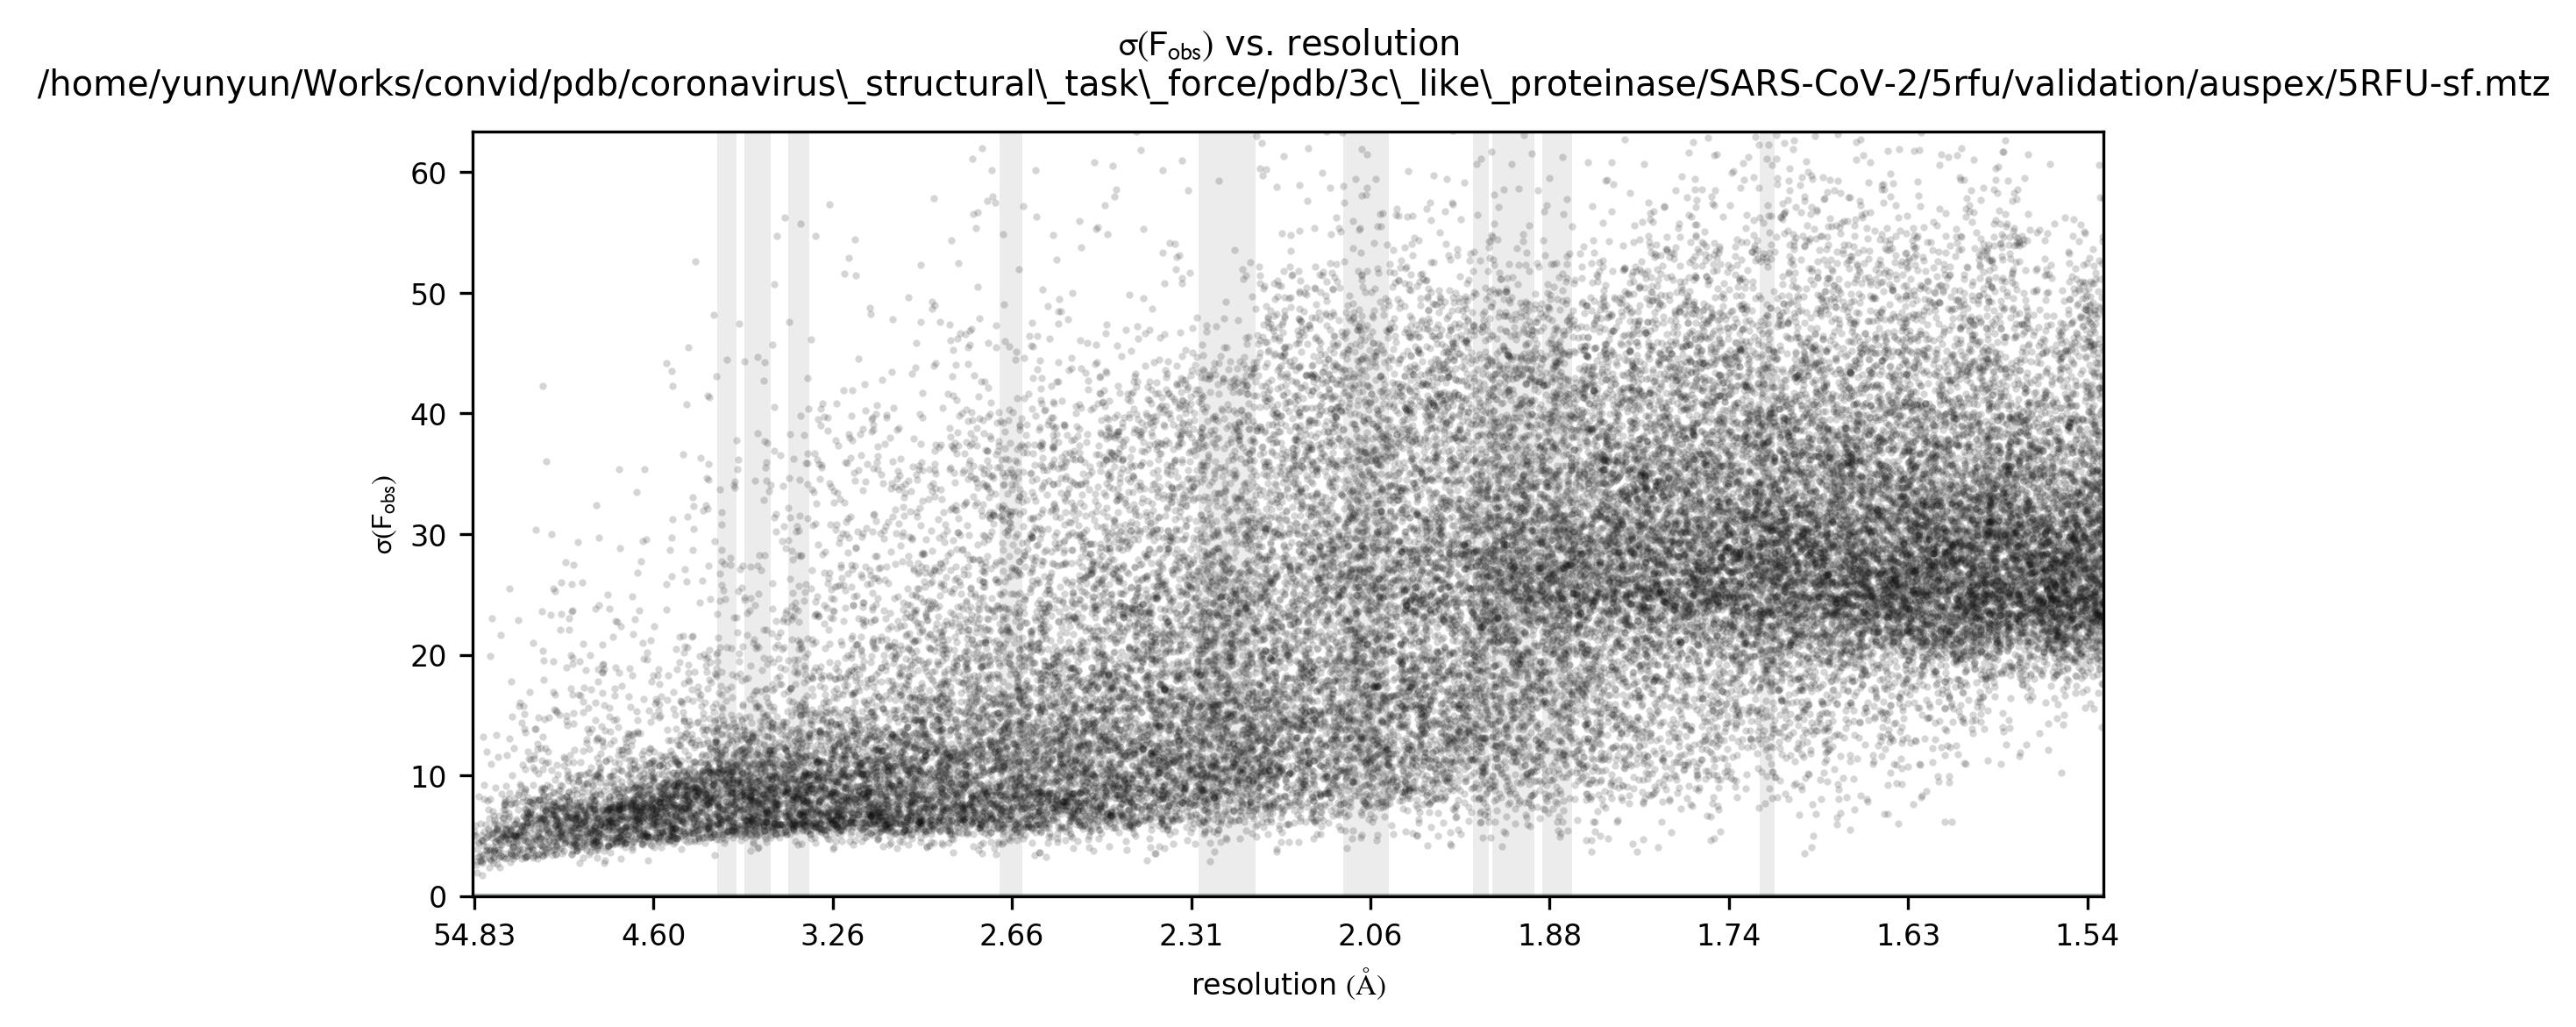 σ(Fobs) vs. resolution
/home/yunyun/Works/convid/pdb/coronavirus\_structural\_task\_force/pdb/3c\_like\_proteinase/SARS-CoV-2/5rfu/validation/auspex/5RFU-sf.mtz
60
50
40
30
20
10
0
σ(Fobs)
54.83 4.60 3.26 2.66 2.31 2.06 1.88 1.74 1.63 1.54
resolution (Å)